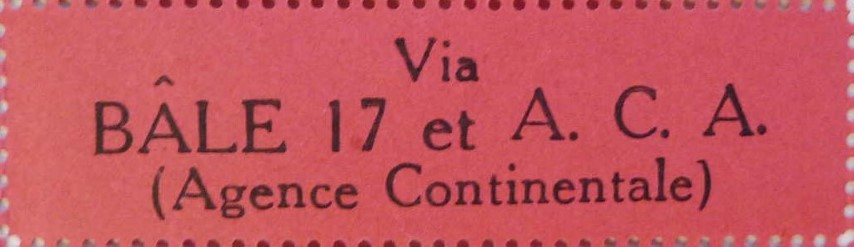 Via
BÂLE 17 et A. C. A.
(Agence Continentale)